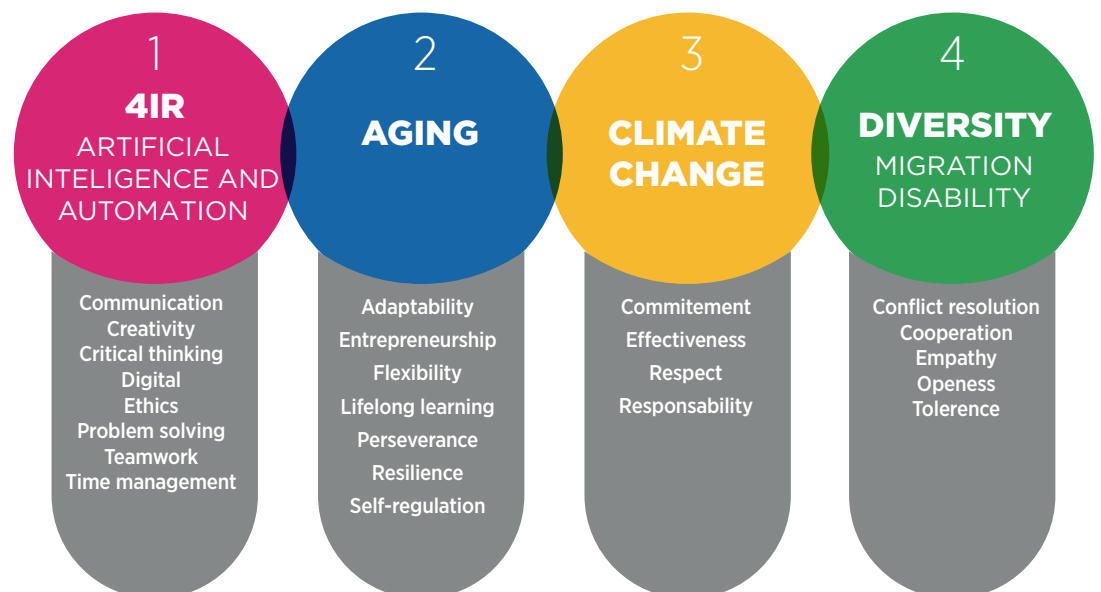 1
4IR
ARTIFICIAL
INTELIGENCE AND
AUTOMATION
Communication
Creativity
Critical thinking
Digital
Ethics
Problem solving
Teamwork
Time management
2
AGING
Adaptability
Entrepreneurship
Flexibility
Lifelong learning
Perseverance
Resilience
Self-regulation
3
CLIMATE
CHANGE
Commitement
Effectiveness
Respect
Responsability
4
DIVERSITY
MIGRATION
DISABILITY
Conflict resolution
Cooperation
Empathy
Openess
Tolerence